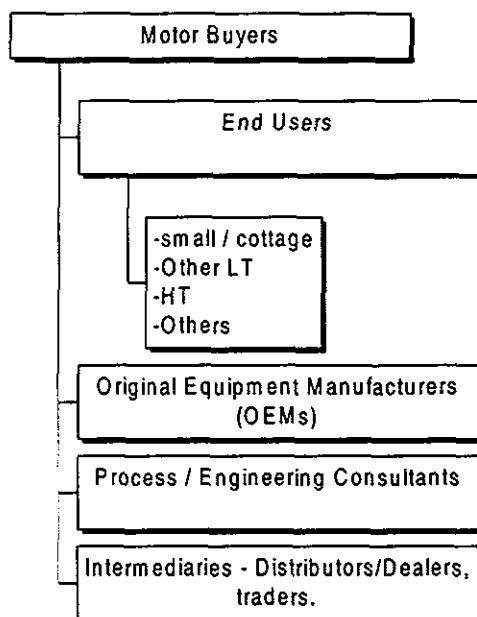 Motor Buyers
End Users
-small / cottage
-Other LT
-HT
-Others
Original Equipment Manufacturers
(OEMs)
Process / Engineering Consultants
Intermediaries - Distributors/Dealers,
traders.